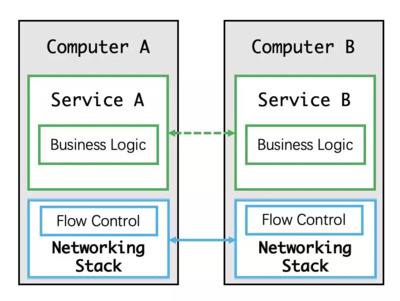 Computer A
Service A
Business Logic
Flow Control
Networking
Stack
Computer B
Service B
Business Logic
Flow Control
Networking
Stack